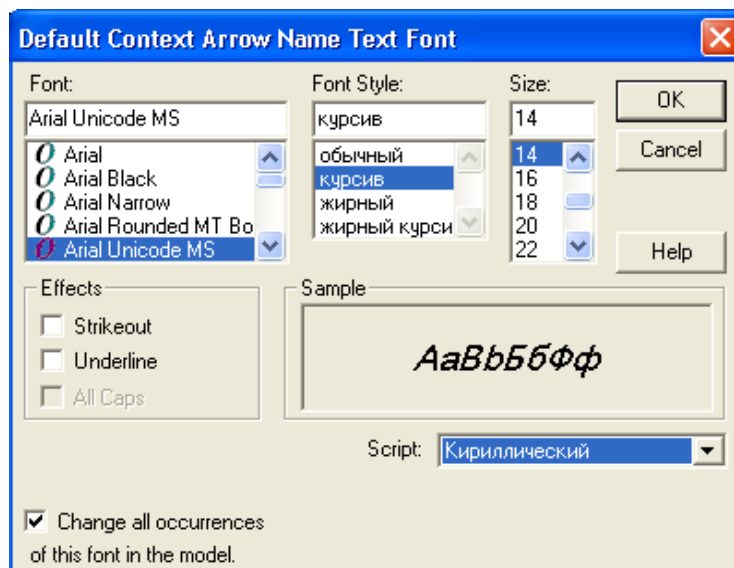 Default Context Arrow Name Text Font
Font:
Font Style:
Size:
Arial Unicode MS
курсив
14
OK
Cancel
Help
Arial
Arial Black
Arial Narrow
Arial Rounded MT Bo
Arial Unicode MS
обычный
курсив
жирный
жирный курси
14
16
18
20
22
Effects
Strikeout
Underline
All Caps
Sample
АаBbБбФф
Script:
Кириллический
Change all occurrences
of this font in the model.